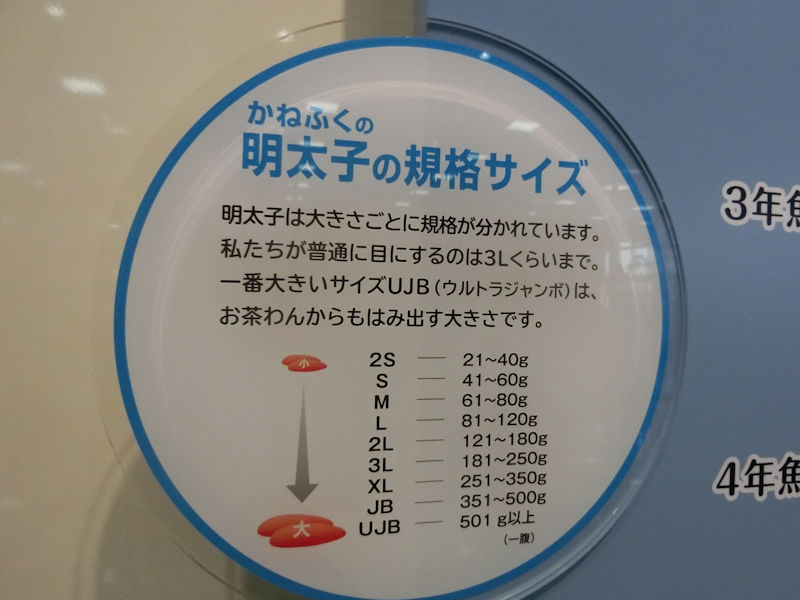 かねふくの
明太子の規格サイズ
明太子は大きさごとに規格が分かれています。
私たちが普通に目にするのは3Lくらいまで。
一番大きいサイズUJB(ウルトラジャンボ)は、
お茶わんからもはみ出す大きさです。
小
2S — 21~40g
S — 41~60g
M — 61~80g
L — 81~120g
2L — 121~180g
3L — 181~250g
XL — 251~350g
JB — 351~500g
大
UJB — 501 g以上
(一腹)
3年魚
4年魚